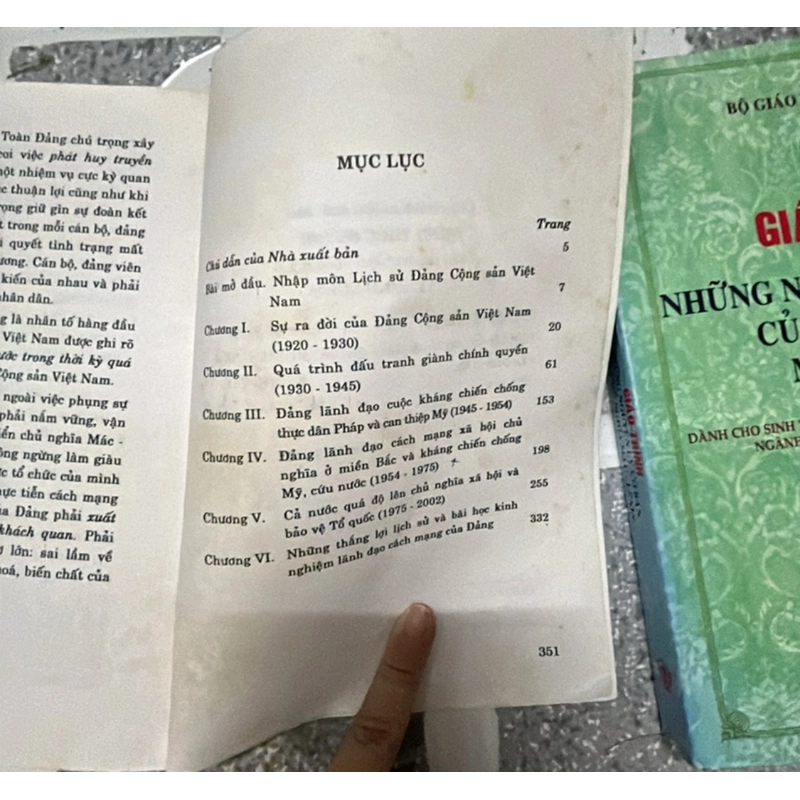 Toàn Đảng chú trọng xây
coi việc phát huy truyền
một nhiệm vụ cực kỳ quan
thuận lợi cũng như khi
trọng giữ gìn sự đoàn kết
trong mỗi cán bộ, đảng
quyết tình trạng mất
ương. Cán bộ, đảng viên
kiến của nhau và phải
nhân dân.
là nhân tố hàng đầu
Việt Nam được ghi rõ
nước trong thời kỳ quá
Cộng sản Việt Nam.
ngoài việc phụng sự
phải nắm vững, vận
chủ nghĩa Mác -
ngừng làm giàu
tổ chức của mình
thực tiễn cách mạng
của Đảng phải xuất
khách quan. Phải
lớn: sai lầm về
hoá, biến chất của
MỤC LỤC
Trang
Chú dẫn của Nhà xuất bản 5
Bài mở đầu. Nhập môn Lịch sử Đảng Cộng sản Việt
Nam 7
Chương I. Sự ra đời của Đảng Cộng sản Việt Nam
(1920 - 1930) 20
Chương II. Quá trình đấu tranh giành chính quyền
(1930 - 1945) 61
Chương III. Đảng lãnh đạo cuộc kháng chiến chống
thực dân Pháp và can thiệp Mỹ (1945 - 1954) 153
Chương IV. Đảng lãnh đạo cách mạng xã hội chủ
nghĩa ở miền Bắc và kháng chiến chống
Mỹ, cứu nước (1954 - 1975) 198
Chương V. Cả nước quá độ lên chủ nghĩa xã hội và
bảo vệ Tổ quốc (1975 - 2002) 255
Chương VI. Những thắng lợi lịch sử và bài học kinh
nghiệm lãnh đạo cách mạng của Đảng 332
351
BỘ GIÁO
NHỮNG
DÀNH CHO SINH
NGÀNH
GIÁO TRÌNH